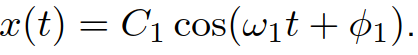 x(t) = C₁ cos(ω₁t + ϕ₁).